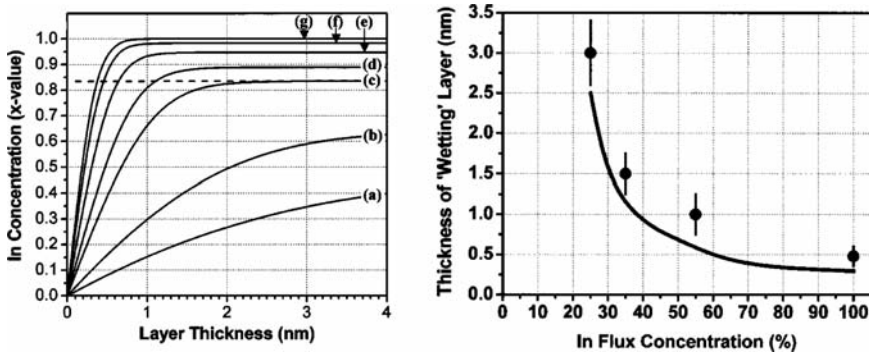 In Concentration (x-value)
1.0
0.9
0.8
0.7
0.6
0.5
0.4
0.3
0.2
0.1
0.0
(g)
(f)
(e)
(d)
(c)
(b)
(a)
0 1 2 3 4
Layer Thickness (nm)
Thickness of 'Wetting' Layer (nm)
3.5
3.0
2.5
2.0
1.5
1.0
0.5
0.0
0 10 20 30 40 50 60 70 80 90 100
In Flux Concentration (%)